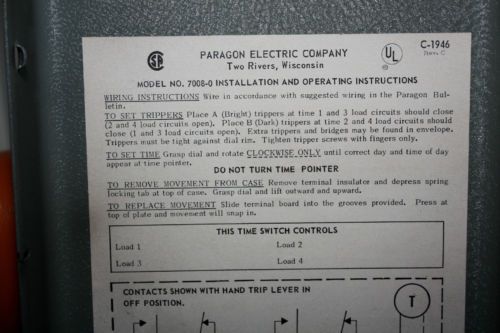 SA
PARAGON ELECTRIC COMPANY
Two Rivers, Wisconsin
UL
C-1946
Rev. C
MODEL NO. 7008-0 INSTALLATION AND OPERATING INSTRUCTIONS
WIRING INSTRUCTIONS Wire in accordance with suggested wiring in the Paragon Bul-
letin.
TO SET TRIPPERS Place A (Bright) trippers at time 1 and 3 load circuits should close
(2 and 4 load circuits open). Place B (Dark) trippers at time 2 and 4 load circuits should
close (1 and 3 load circuits open). Extra trippers and bridges may be found in envelope.
Trippers must be tight against dial rim. Tighten tripper screws with fingers only.
TO SET TIME Grasp dial and rotate CLOCKWISE ONLY until correct day and time of day
appear at time pointer.
DO NOT TURN TIME POINTER
TO REMOVE MOVEMENT FROM CASE Remove terminal insulator and depress spring
locking tab at top of case. Grasp dial and lift outward and upward.
TO REPLACE MOVEMENT Slide terminal board into the grooves provided. Press at
top of plate and movement will snap in.
THIS TIME SWITCH CONTROLS
Load 1 Load 2
Load 3 Load 4
CONTACTS SHOWN WITH HAND TRIP LEVER IN
OFF POSITION.
T